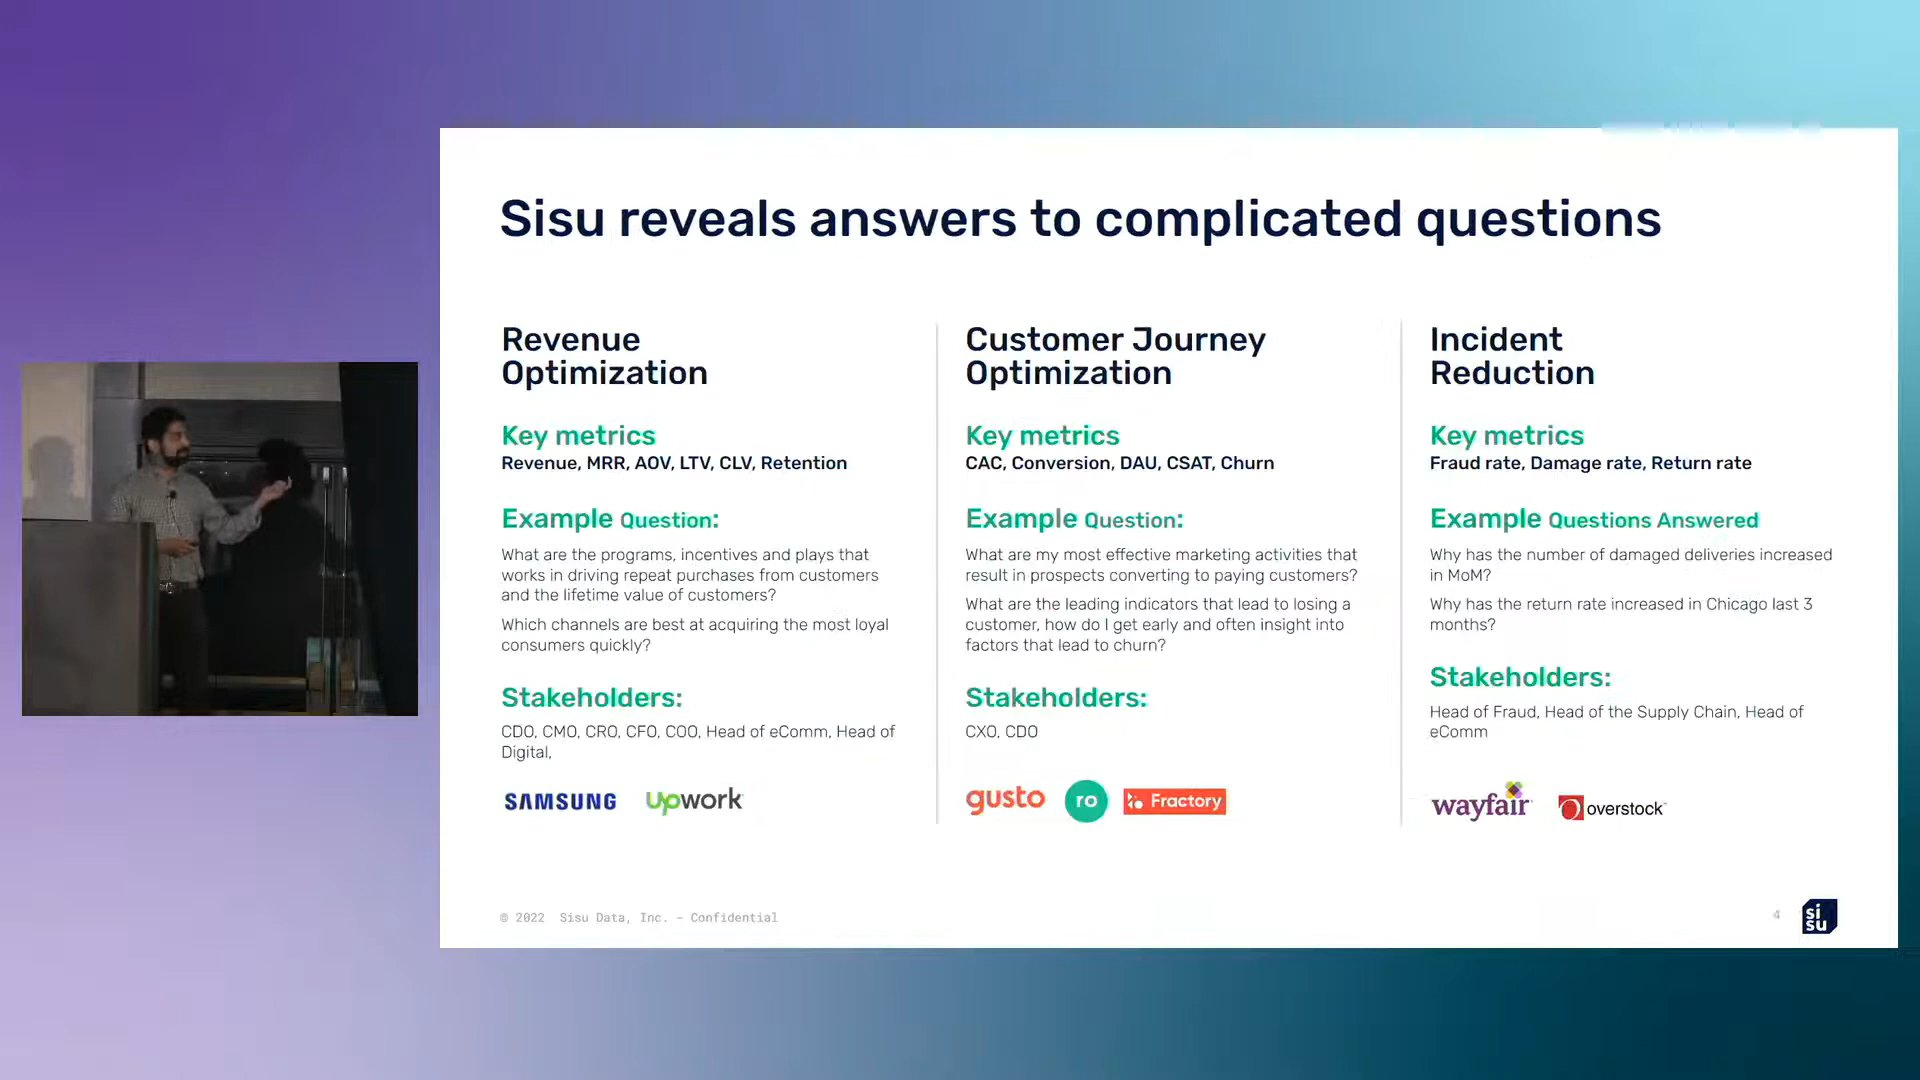 Sisu reveals answers to complicated questions
Revenue
Optimization
Key metrics
Revenue, MRR, AOV, LTV, CLV, Retention
Example Question:
What are the programs, incentives and plays that
works in driving repeat purchases from customers
and the lifetime value of customers?
Which channels are best at acquiring the most loyal
consumers quickly?
Stakeholders:
CDO, CMO, CRO, CFO, COO, Head of eComm, Head of
Digital,
SAMSUNG upwork
Customer Journey
Optimization
Key metrics
CAC, Conversion, DAU, CSAT, Churn
Example Question:
What are my most effective marketing activities that
result in prospects converting to paying customers?
What are the leading indicators that lead to losing a
customer, how do I get early and often insight into
factors that lead to churn?
Stakeholders:
CXO, CDO
gusto ro Fractory
Incident
Reduction
Key metrics
Fraud rate, Damage rate, Return rate
Example Questions Answered
Why has the number of damaged deliveries increased
in MoM?
Why has the return rate increased in Chicago last 3
months?
Stakeholders:
Head of Fraud, Head of the Supply Chain, Head of
eComm
wayfair overstock
© 2022 Sisu Data, Inc. - Confidential
4
si
su